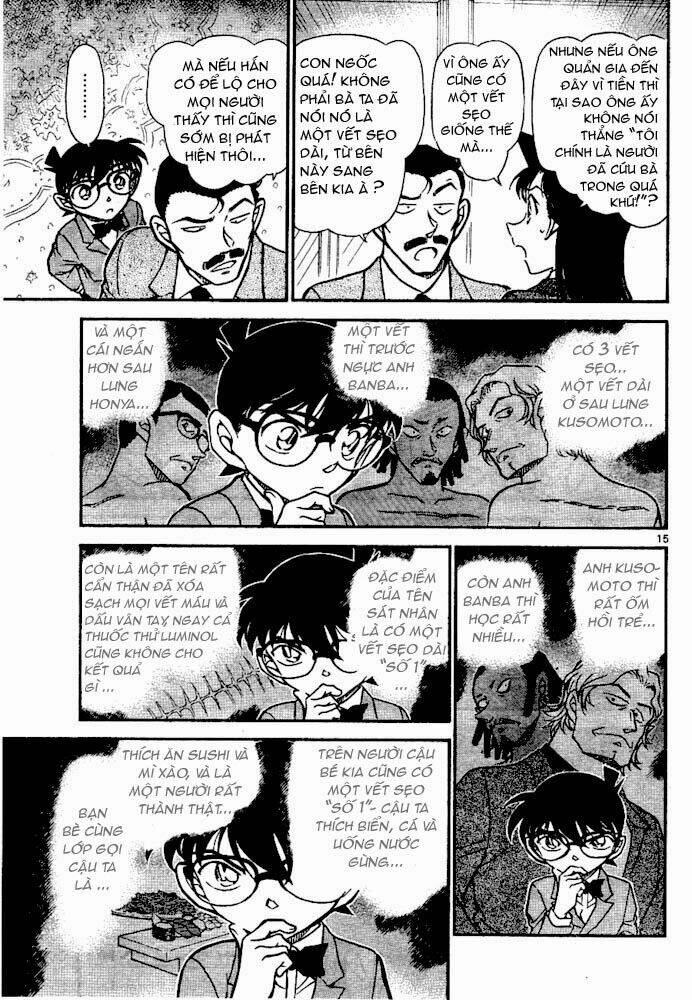 NHƯNG NẾU ÔNG
QUẢN GIA ĐẾN
ĐÂY VÌ TIỀN THÌ
TẠI SAO ÔNG ẤY
KHÔNG NÓI
THẲNG "TÔI
CHÍNH LÀ NGƯỜI
ĐÃ CỨU BÀ
TRONG QUÁ
KHỨ!"?
VÌ ÔNG ẤY
CŨNG CÓ
MỘT VẾT
SẸO
GIỐNG THẾ
MÀ...
CON NGỐC
QUÁ! KHÔNG
PHẢI BÀ TA ĐÃ
NÓI NÓ LÀ
MỘT VẾT SẸO
DÀI, TỪ BÊN
NÀY SANG
BÊN KIA À ?
MÀ NẾU HẮN
CÓ ĐỂ LỘ CHO
MỌI NGƯỜI
THẤY THÌ CŨNG
SỚM BỊ PHÁT
HIỆN THÔI...
........
CÓ 3 VẾT
SẸO...
MỘT VẾT DÀI
Ở SAU LƯNG
KUSOMOTO...
MỘT VẾT
THÌ TRƯỚC
NGỰC ANH
BANBA...
VÀ MỘT
CÁI NGẮN
HƠN SAU
LƯNG
HONYA...
15
ANH KUSO-
MOTO THÌ
RẤT ỐM
HỒI TRẺ...
CÒN ANH
BANBA THÌ
HỌC RẤT
NHIỀU...
ĐẶC ĐIỂM
CỦA TÊN
SÁT NHÂN
LÀ CÓ MỘT
VẾT SẸO DÀI
"SỐ 1"
...
CÒN LÀ MỘT TÊN RẤT
CẨN THẬN ĐÃ XÓA
SẠCH MỌI VẾT MÁU VÀ
DẤU VÂN TAY, NGAY CẢ
THUỐC THỬ LUMINOL
CŨNG KHÔNG CHO
KẾT QUẢ
GÌ ...
TRÊN NGƯỜI CẬU
BÉ KIA CŨNG CÓ
MỘT VẾT SẸO
"SỐ 1"- CẬU TA
THÍCH BIỂN, CÁ VÀ
UỐNG NƯỚC
GỪNG...
THÍCH ĂN SUSHI VÀ
MÌ XÀO, VÀ LÀ
MỘT NGƯỜI RẤT
THÀNH THẬT...
BẠN
BÈ CÙNG
LỚP GỌI
CẬU TA
LÀ ...